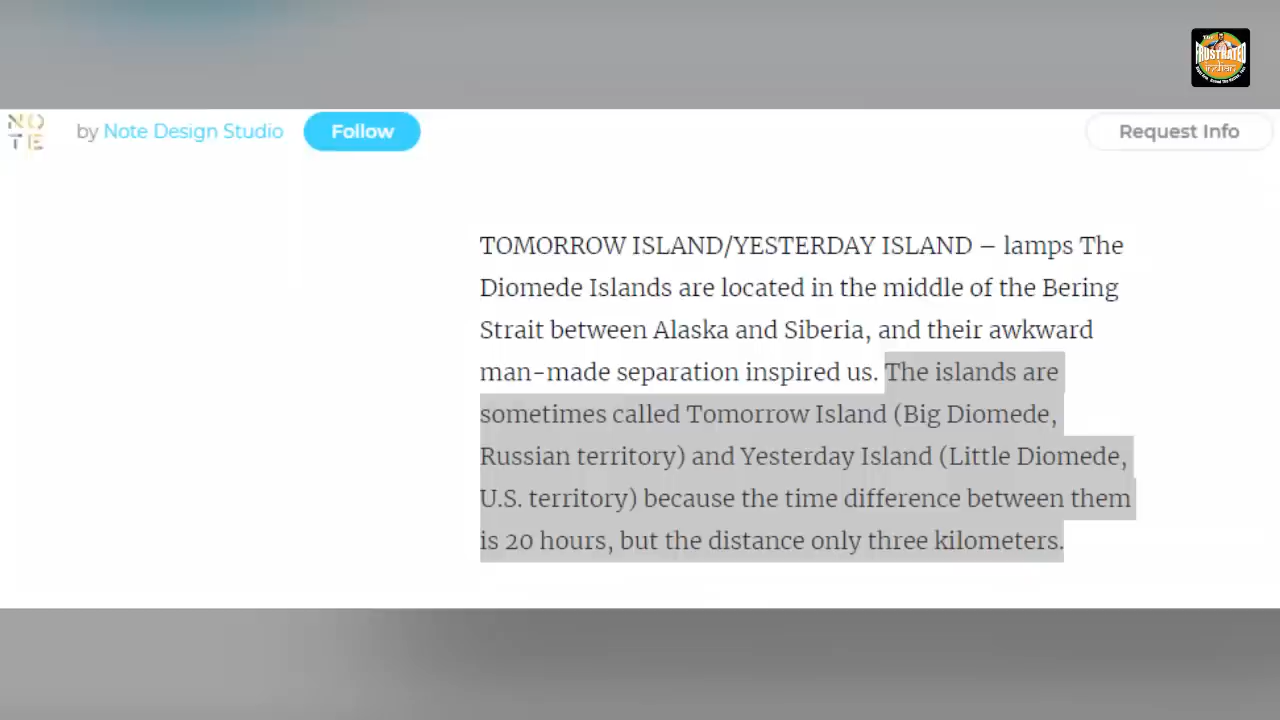 The
FRUSTRATED
indian
NO
TE
by Note Design Studio
Follow
Request Info
TOMORROW ISLAND/YESTERDAY ISLAND – lamps The
Diomede Islands are located in the middle of the Bering
Strait between Alaska and Siberia, and their awkward
man-made separation inspired us. The islands are
sometimes called Tomorrow Island (Big Diomede,
Russian territory) and Yesterday Island (Little Diomede,
U.S. territory) because the time difference between them
is 20 hours, but the distance only three kilometers.